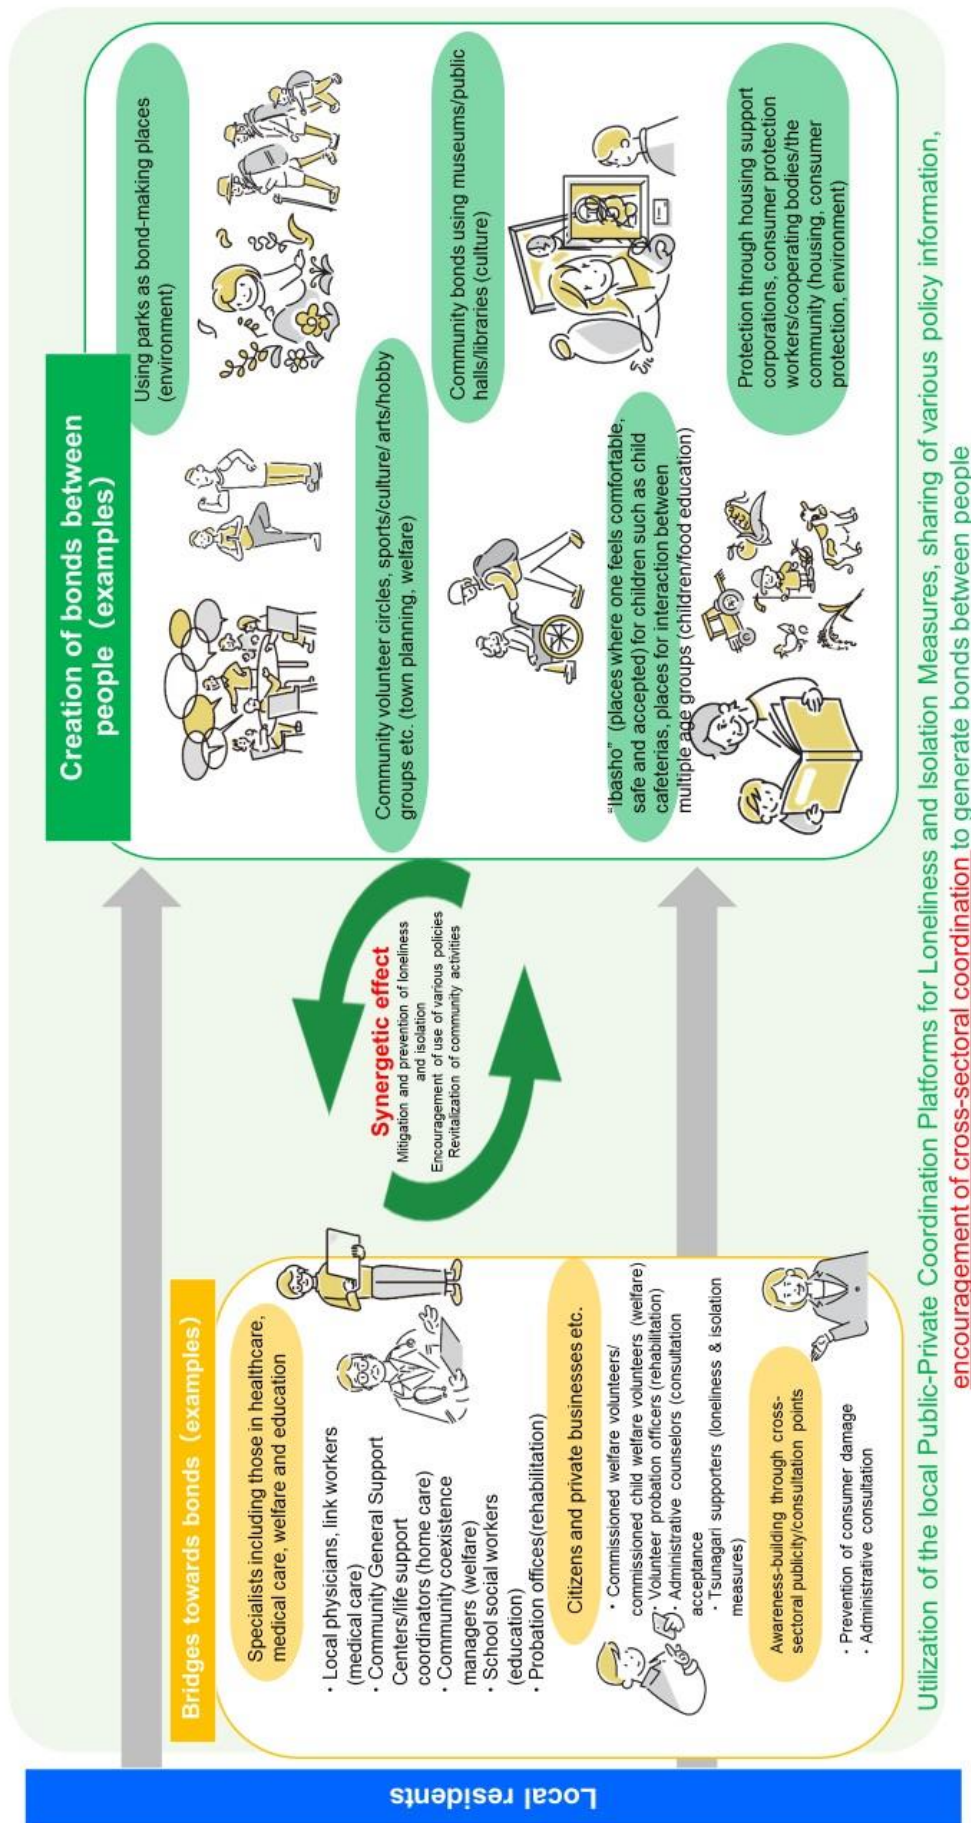 Local residents
Bridges towards bonds (examples)
Specialists including those in healthcare,
medical care, welfare and education
・Local physicians, link workers
(medical care)
・Community General Support
Centers/life support
coordinators (home care)
・Community coexistence
managers (welfare)
・School social workers
(education)
・Probation offices(rehabilitation)
Citizens and private businesses etc.
・Commissioned welfare volunteers/
commissioned child welfare volunteers (welfare)
・Volunteer probation officers (rehabilitation)
・Administrative counselors (consultation
acceptance
・Tsunagari supporters (loneliness & isolation
measures)
Awareness-building through cross-
sectoral publicity/consultation points
・Prevention of consumer damage
・Administrative consultation
Synergetic effect
Mitigation and prevention of loneliness
and isolation
Encouragement of use of various policies
Revitalization of community activities
Creation of bonds between
people (examples)
Using parks as bond-making places
(environment)
Community volunteer circles, sports/culture/ arts/hobby
groups etc. (town planning, welfare)
Community bonds using museums/public
halls/libraries (culture)
"Ibasho" (places where one feels comfortable,
safe and accepted) for children such as child
cafeterias, places for interaction between
multiple age groups (children/food education)
Protection through housing support
corporations, consumer protection
workers/cooperating bodies/the
community (housing, consumer
protection, environment)
Utilization of the local Public-Private Coordination Platforms for Loneliness and Isolation Measures, sharing of various policy information,
encouragement of cross-sectoral coordination to generate bonds between people